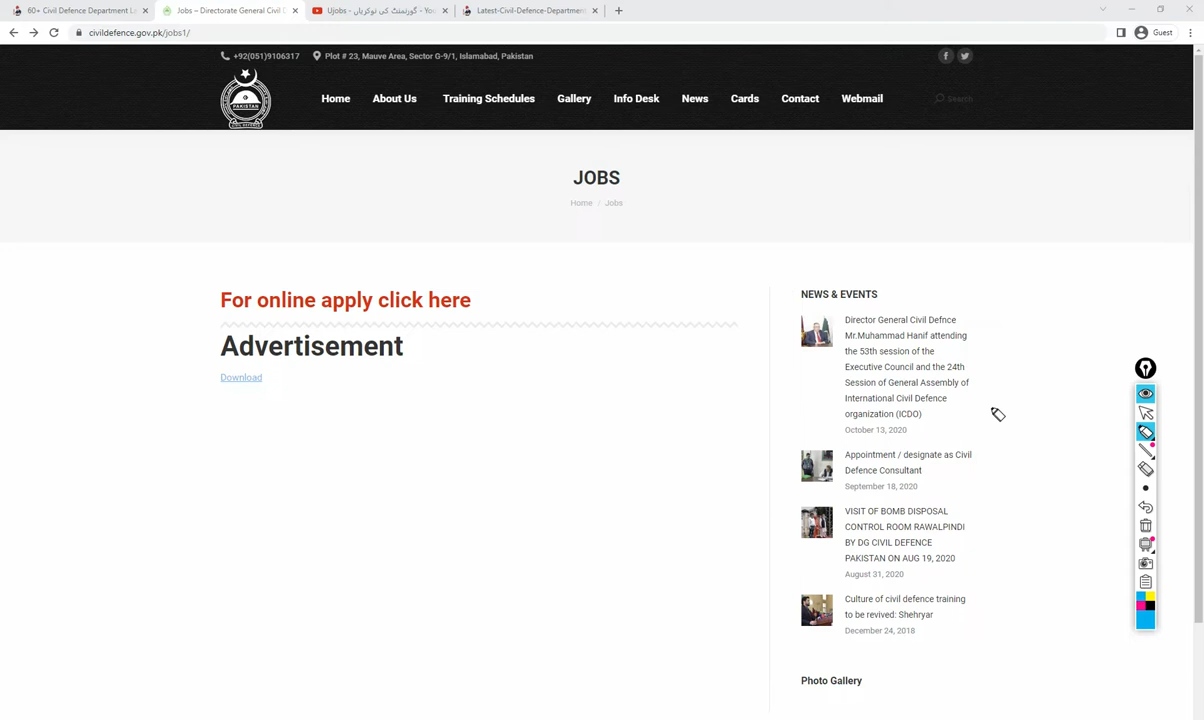 60+ Civil Defence Department La
Jobs – Directorate General Civil D
Ujobs - گورنمنٹ کی نوکریاں - You
Latest-Civil-Defence-Department
civildefence.gov.pk/jobs1/
Guest
+92(051)9106317
Plot # 23, Mauve Area, Sector G-9/1, Islamabad, Pakistan
PAKISTAN
Home
About Us
Training Schedules
Gallery
Info Desk
News
Cards
Contact
Webmail
Search
JOBS
Home / Jobs
For online apply click here
Advertisement
Download
NEWS & EVENTS
Director General Civil Defnce
Mr.Muhammad Hanif attending
the 53th session of the
Executive Council and the 24th
Session of General Assembly of
International Civil Defence
organization (ICDO)
October 13, 2020
Appointment / designate as Civil
Defence Consultant
September 18, 2020
VISIT OF BOMB DISPOSAL
CONTROL ROOM RAWALPINDI
BY DG CIVIL DEFENCE
PAKISTAN ON AUG 19, 2020
August 31, 2020
Culture of civil defence training
to be revived: Shehryar
December 24, 2018
Photo Gallery